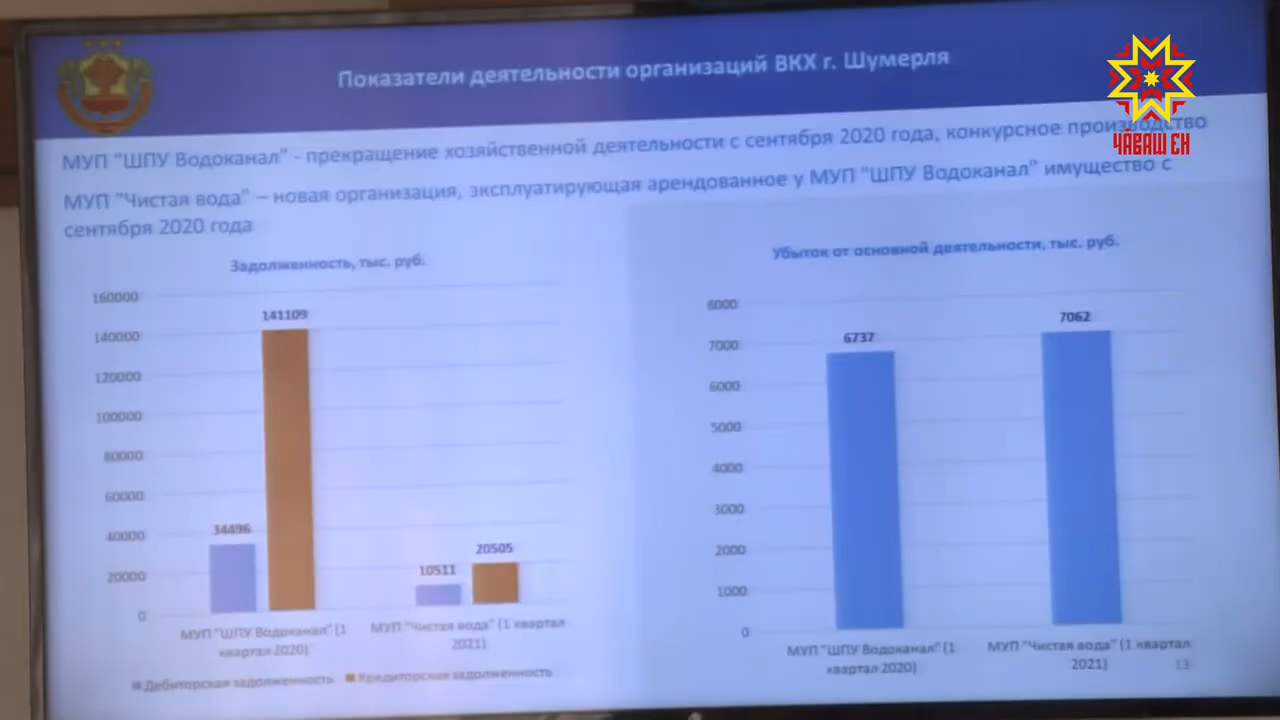 Показатели деятельности организаций ВКХ г. Шумерля
ЧӐВАШ ЕН
МУП "ШПУ Водоканал" - прекращение хозяйственной деятельности с сентября 2020 года, конкурсное производство
МУП "Чистая вода" – новая организация, эксплуатирующая арендованное у МУП "ШПУ Водоканал" имущество с
сентября 2020 года
Задолженность, тыс. руб.
160000
140000
120000
100000
80000
60000
40000
20000
0
34496
141109
10511
20505
МУП "ШПУ Водоканал" (1
квартал 2020)
МУП "Чистая вода" (1 квартал
2021)
Дебиторская задолженность
Кредиторская задолженность
Убыток от основной деятельности, тыс. руб.
8000
7000
6000
5000
4000
3000
2000
1000
0
6737
7062
МУП "ШПУ Водоканал" (1
квартал 2020)
МУП "Чистая вода" (1 квартал
2021)
13